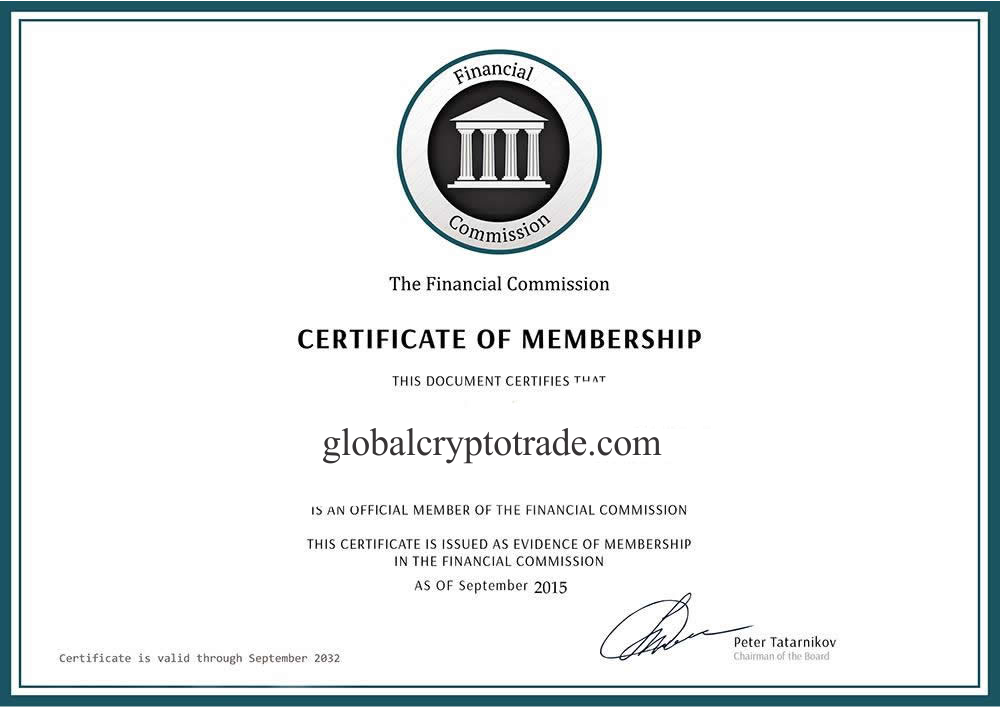 Financial
Commission
The Financial Commission
CERTIFICATE OF MEMBERSHIP
THIS DOCUMENT CERTIFIES THAT
globalcryptotrade.com
IS AN OFFICIAL MEMBER OF THE FINANCIAL COMMISSION
THIS CERTIFICATE IS ISSUED AS EVIDENCE OF MEMBERSHIP
IN THE FINANCIAL COMMISSION
AS OF September 2015
Peter Tatarnikov
Chairman of the Board
Certificate is valid through September 2032